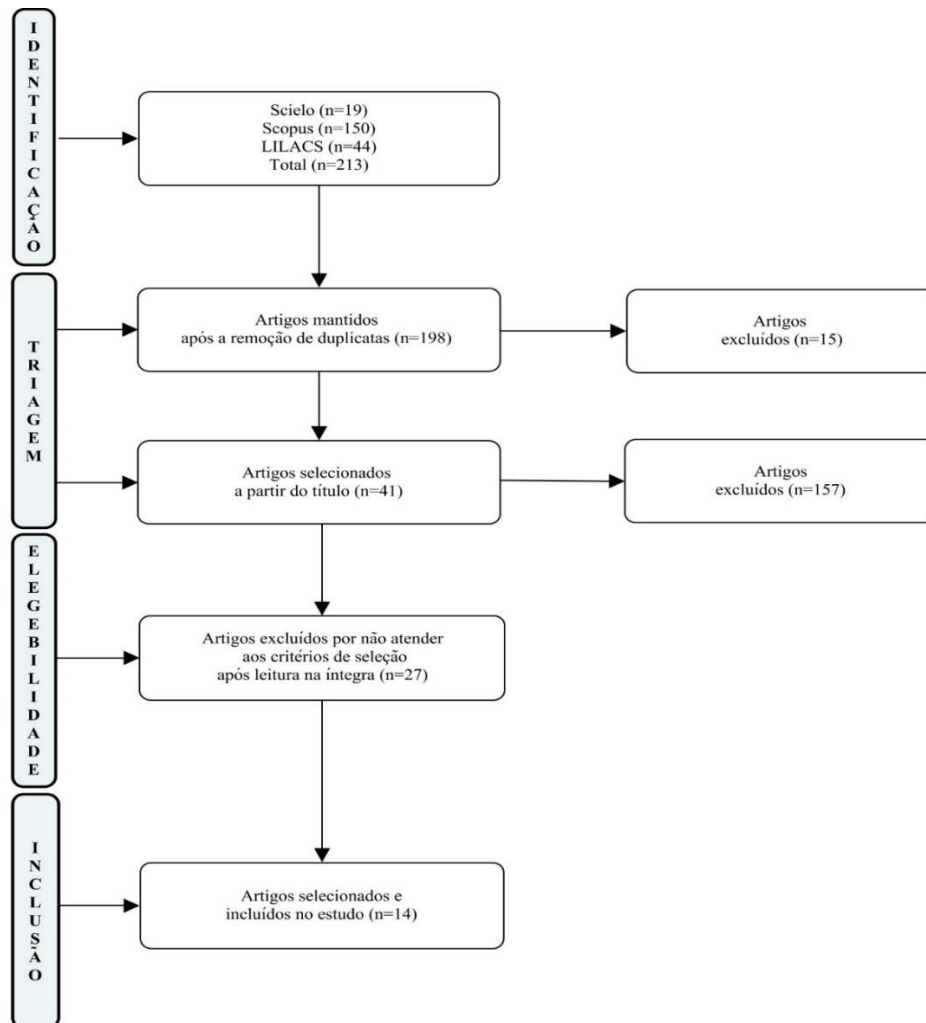 IDENTIFICAÇÃO
Scielo (n=19)
Scopus (n=150)
LILACS (n=44)
Total (n=213)
TRIAGEM
Artigos mantidos
após a remoção de duplicatas (n=198)
Artigos
excluídos (n=15)
Artigos selecionados
a partir do título (n=41)
Artigos
excluídos (n=157)
ELEGEBILIDADE
Artigos excluídos por não atender
aos critérios de seleção
após leitura na íntegra (n=27)
INCLUSÃO
Artigos selecionados e
incluídos no estudo (n=14)